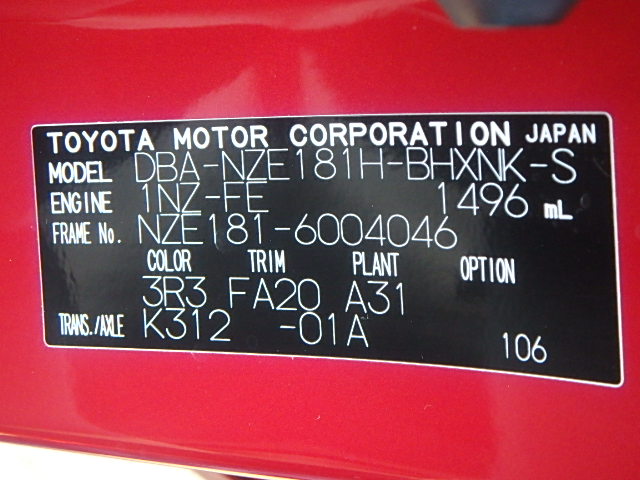 TOYOTA MOTOR CORPORATION JAPAN
MODEL DBA-NZE181H-BHXNK-S
ENGINE 1NZ-FE 1496 mL
FRAME No. NZE181-6004046
COLOR TRIM PLANT OPTION
3R3 FA20 A31
TRANS./AXLE K312 -01A
106